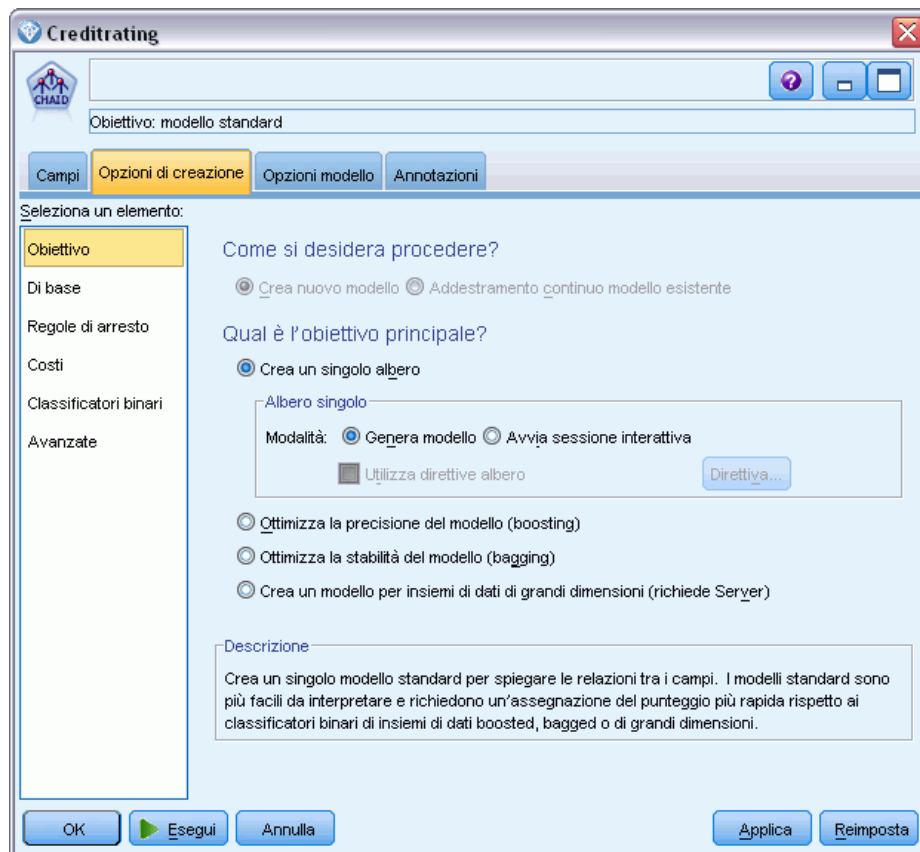 Creditrating
CHAID
Obiettivo: modello standard
Campi Opzioni di creazione Opzioni modello Annotazioni
Seleziona un elemento:
Obiettivo
Di base
Regole di arresto
Costi
Classificatori binari
Avanzate
Come si desidera procedere?
Crea nuovo modello Addestramento continuo modello esistente
Qual è l'obiettivo principale?
Crea un singolo albero
Albero singolo
Modalità: Genera modello Avvia sessione interattiva
Utilizza direttive albero Direttiva...
Ottimizza la precisione del modello (boosting)
Ottimizza la stabilità del modello (bagging)
Crea un modello per insiemi di dati di grandi dimensioni (richiede Server)
Descrizione
Crea un singolo modello standard per spiegare le relazioni tra i campi. I modelli standard sono
più facili da interpretare e richiedono un'assegnazione del punteggio più rapida rispetto ai
classificatori binari di insiemi di dati boosted, bagged o di grandi dimensioni.
OK Esegui Annulla Applica Reimposta